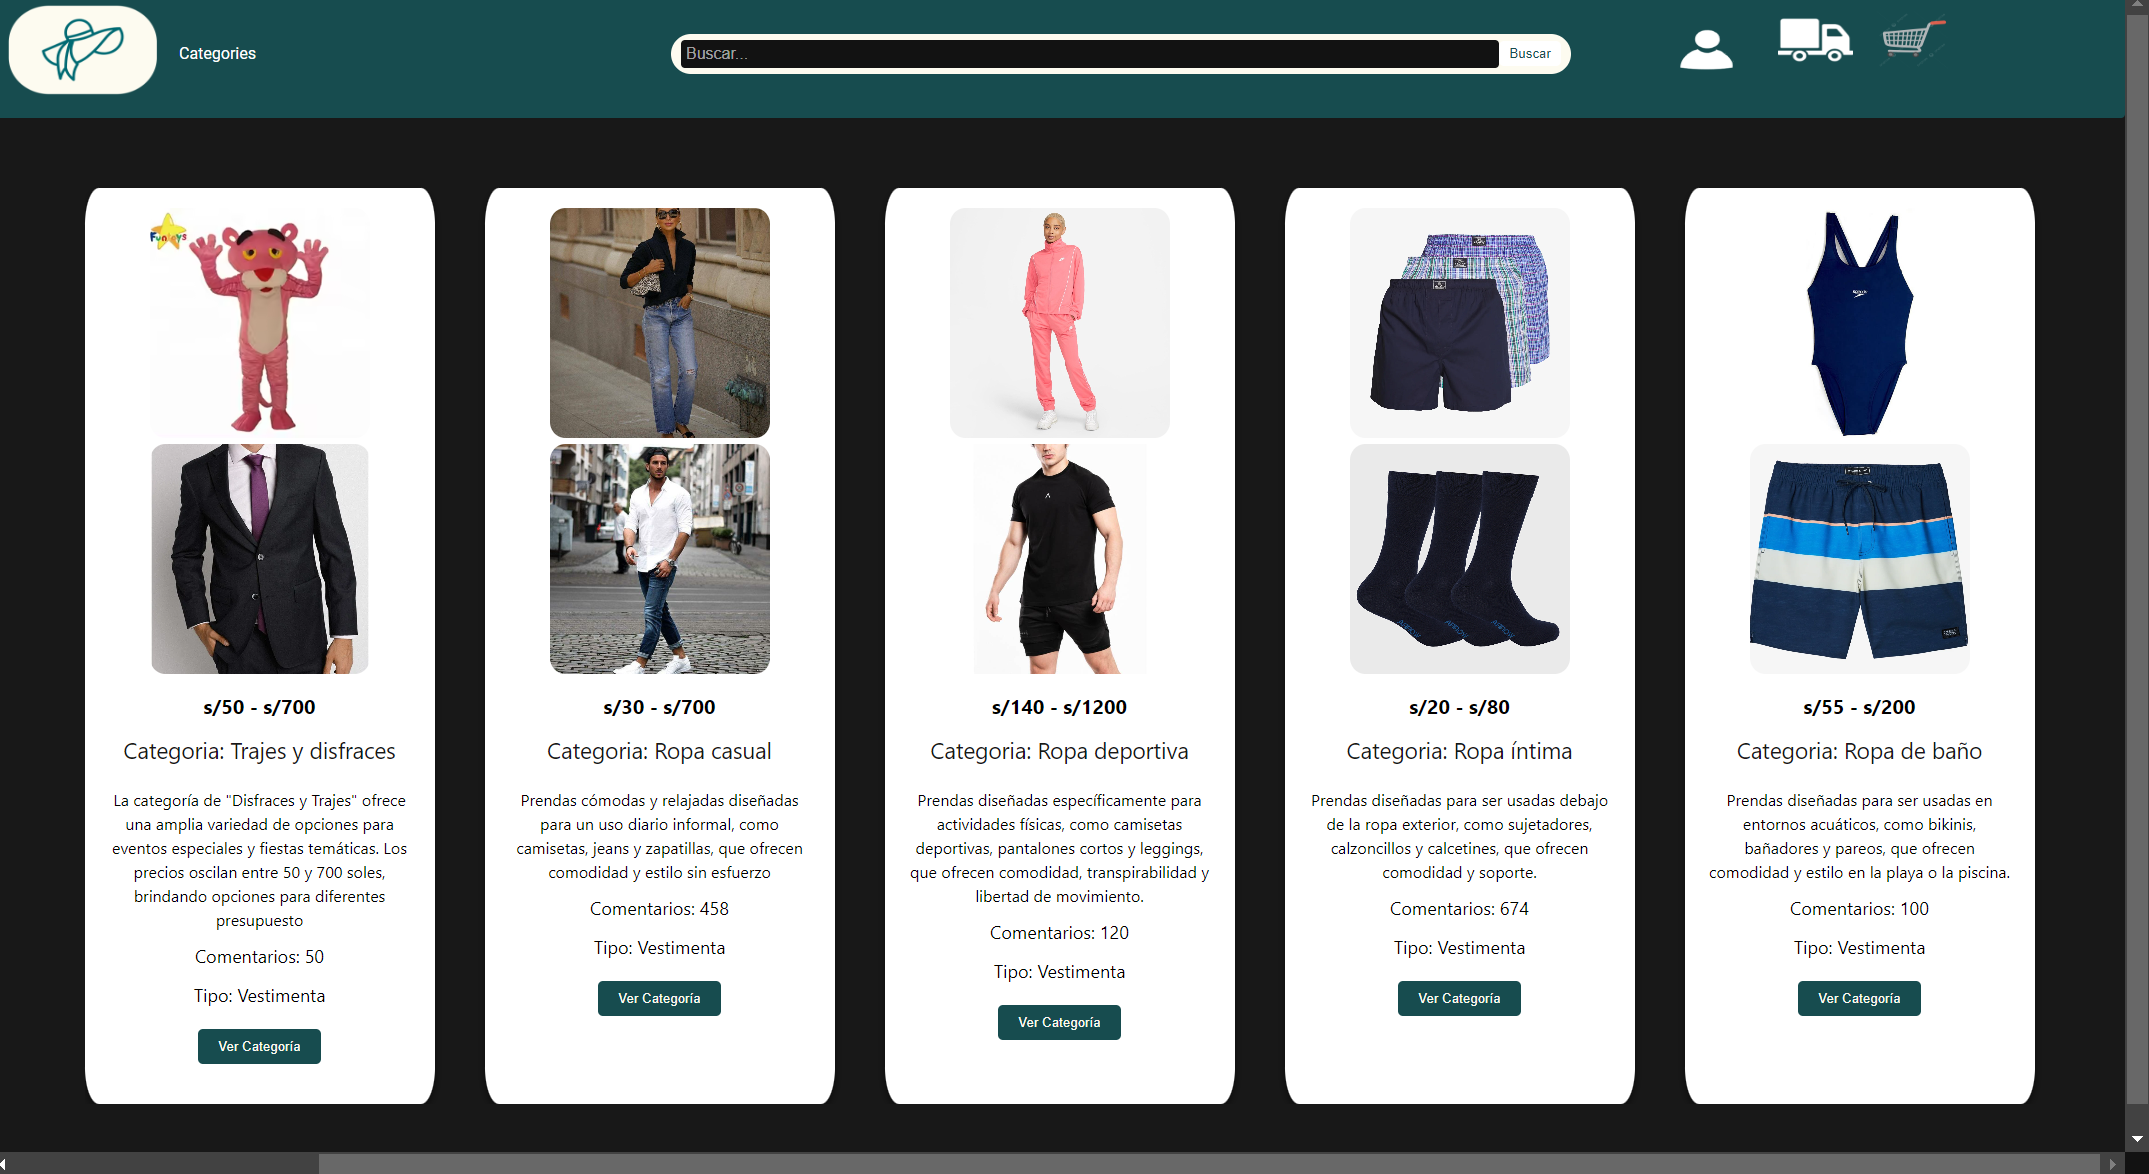 Categories
Buscar...
Buscar
Funtoys
s/50 - s/700
Categoria: Trajes y disfraces
La categoría de "Disfraces y Trajes" ofrece
una amplia variedad de opciones para
eventos especiales y fiestas temáticas. Los
precios oscilan entre 50 y 700 soles,
brindando opciones para diferentes
presupuesto
Comentarios: 50
Tipo: Vestimenta
Ver Categoría
s/30 - s/700
Categoria: Ropa casual
Prendas cómodas y relajadas diseñadas
para un uso diario informal, como
camisetas, jeans y zapatillas, que ofrecen
comodidad y estilo sin esfuerzo
Comentarios: 458
Tipo: Vestimenta
Ver Categoría
s/140 - s/1200
Categoria: Ropa deportiva
Prendas diseñadas específicamente para
actividades físicas, como camisetas
deportivas, pantalones cortos y leggings,
que ofrecen comodidad, transpirabilidad y
libertad de movimiento.
Comentarios: 120
Tipo: Vestimenta
Ver Categoría
ARROW
ARROW
ARROW
s/20 - s/80
Categoria: Ropa íntima
Prendas diseñadas para ser usadas debajo
de la ropa exterior, como sujetadores,
calzoncillos y calcetines, que ofrecen
comodidad y soporte.
Comentarios: 674
Tipo: Vestimenta
Ver Categoría
speedo
s/55 - s/200
Categoria: Ropa de baño
Prendas diseñadas para ser usadas en
entornos acuáticos, como bikinis,
bañadores y pareos, que ofrecen
comodidad y estilo en la playa o la piscina.
Comentarios: 100
Tipo: Vestimenta
Ver Categoría